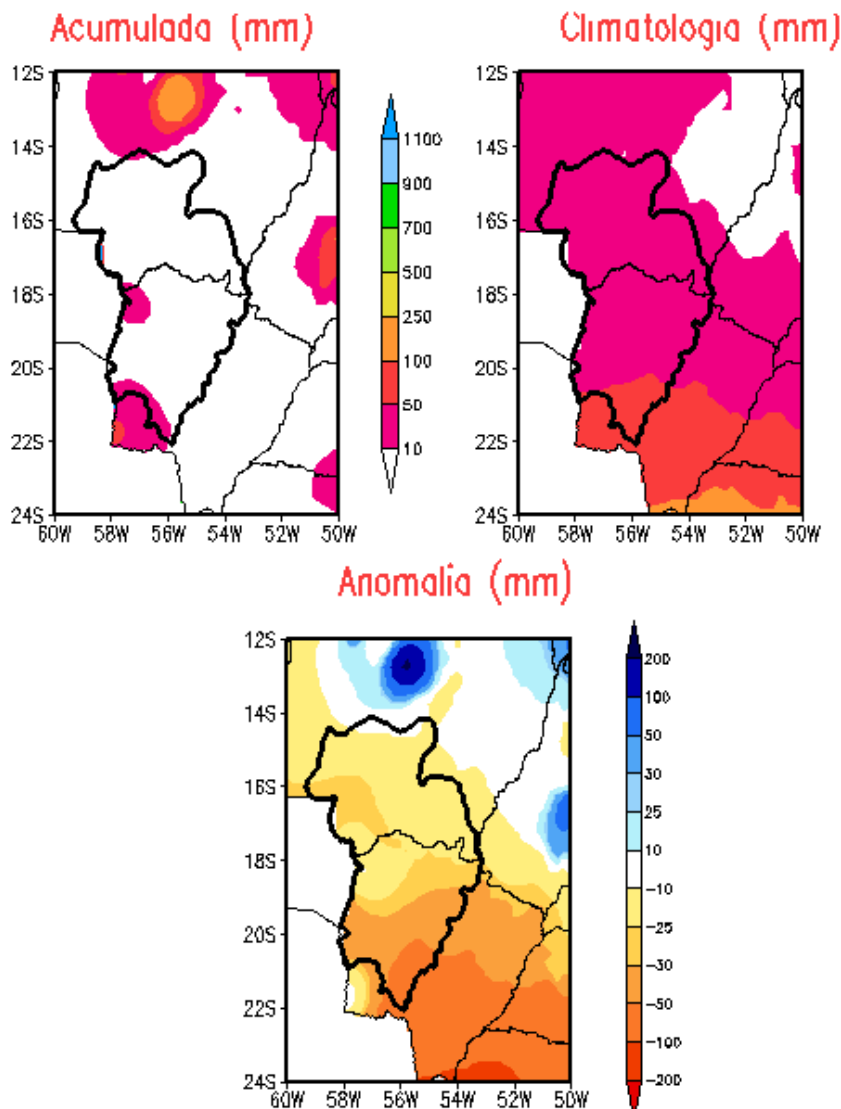 Acumulada (mm)
Climatologia (mm)
12S
14S
16S
18S
20S
22S
24S
60W 58W 56W 54W 52W 50W
1100
900
700
500
250
100
50
10
12S
14S
16S
18S
20S
22S
24S
60W 58W 56W 54W 52W 50W
Anomalia (mm)
12S
14S
16S
18S
20S
22S
24S
60W 58W 56W 54W 52W 50W
200
100
50
30
25
10
-10
-25
-30
-50
-100
-200